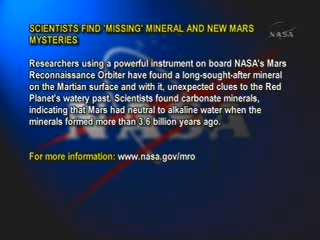 NASA
SCIENTISTS FIND 'MISSING' MINERAL AND NEW MARS
MYSTERIES
Researchers using a powerful instrument on board NASA's Mars
Reconnaissance Orbiter have found a long-sought-after mineral
on the Martian surface and with it, unexpected clues to the Red
Planet's watery past. Scientists found carbonate minerals,
indicating that Mars had neutral to alkaline water when the
minerals formed more than 3.6 billion years ago.
For more information: www.nasa.gov/mro